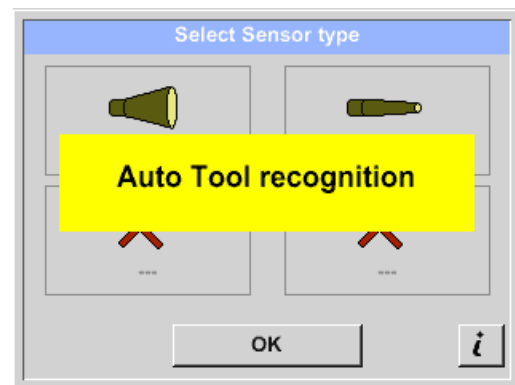 Select Sensor type
Auto Tool recognition
---
---
OK
i